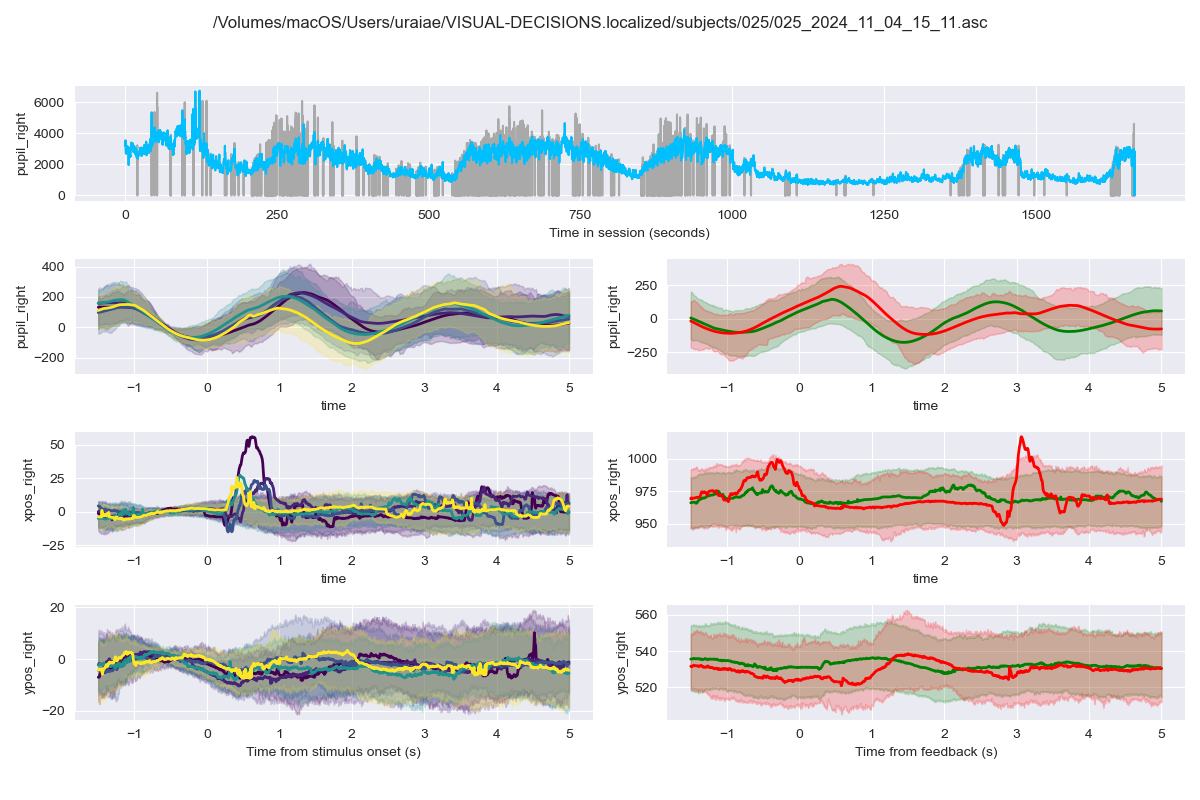 /Volumes/macOS/Users/uraiae/VISUAL-DECISIONS.localized/subjects/025/025_2024_11_04_15_11.asc
pupil_right
6000
4000
2000
0
0 250 500 750 1000 1250 1500
Time in session (seconds)
pupil_right
400
200
0
−200
−1 0 1 2 3 4 5
time
pupil_right
250
0
−250
−1 0 1 2 3 4 5
time
xpos_right
50
25
0
−25
−1 0 1 2 3 4 5
time
xpos_right
1000
975
950
−1 0 1 2 3 4 5
time
ypos_right
20
0
−20
−1 0 1 2 3 4 5
Time from stimulus onset (s)
ypos_right
560
540
520
−1 0 1 2 3 4 5
Time from feedback (s)